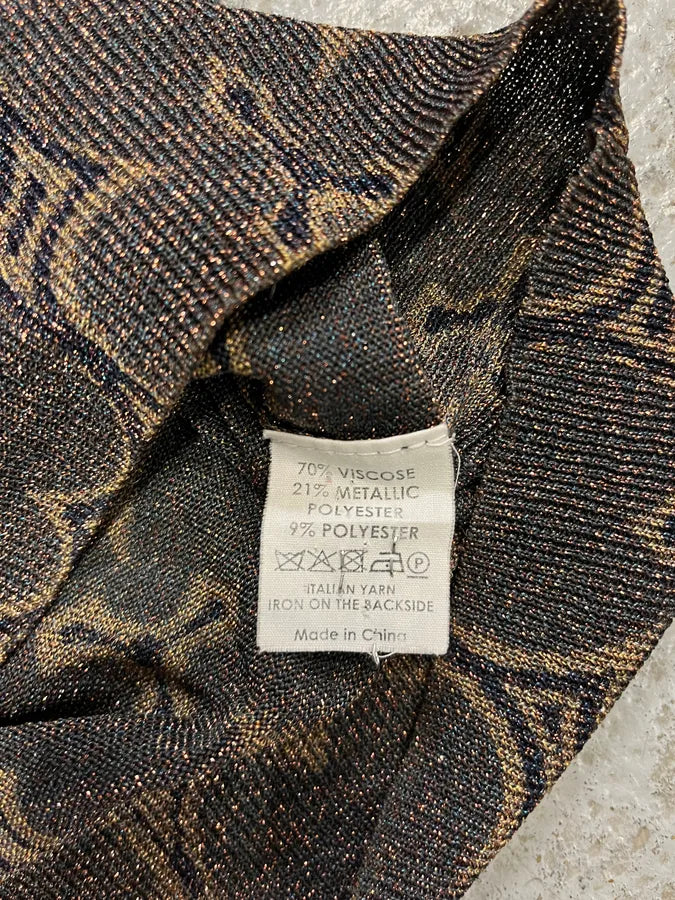 70% VISCOSE
21% METALLIC
POLYESTER
9% POLYESTER
P
ITALIAN YARN
IRON ON THE BACKSIDE
Made in China